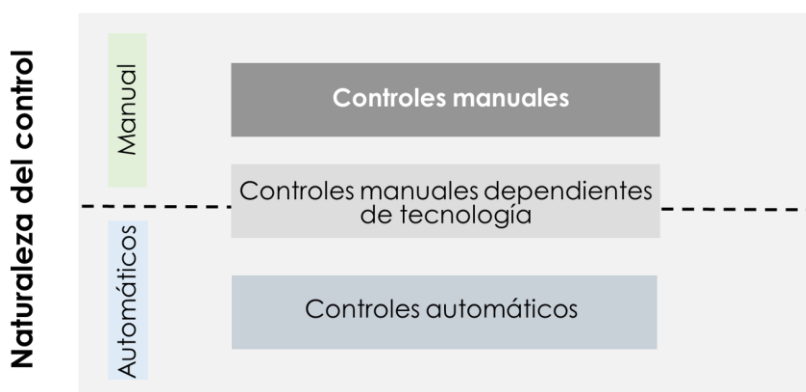 Naturaleza del control
Manual
Controles manuales
Controles manuales dependientes
de tecnología
Automáticos
Controles automáticos